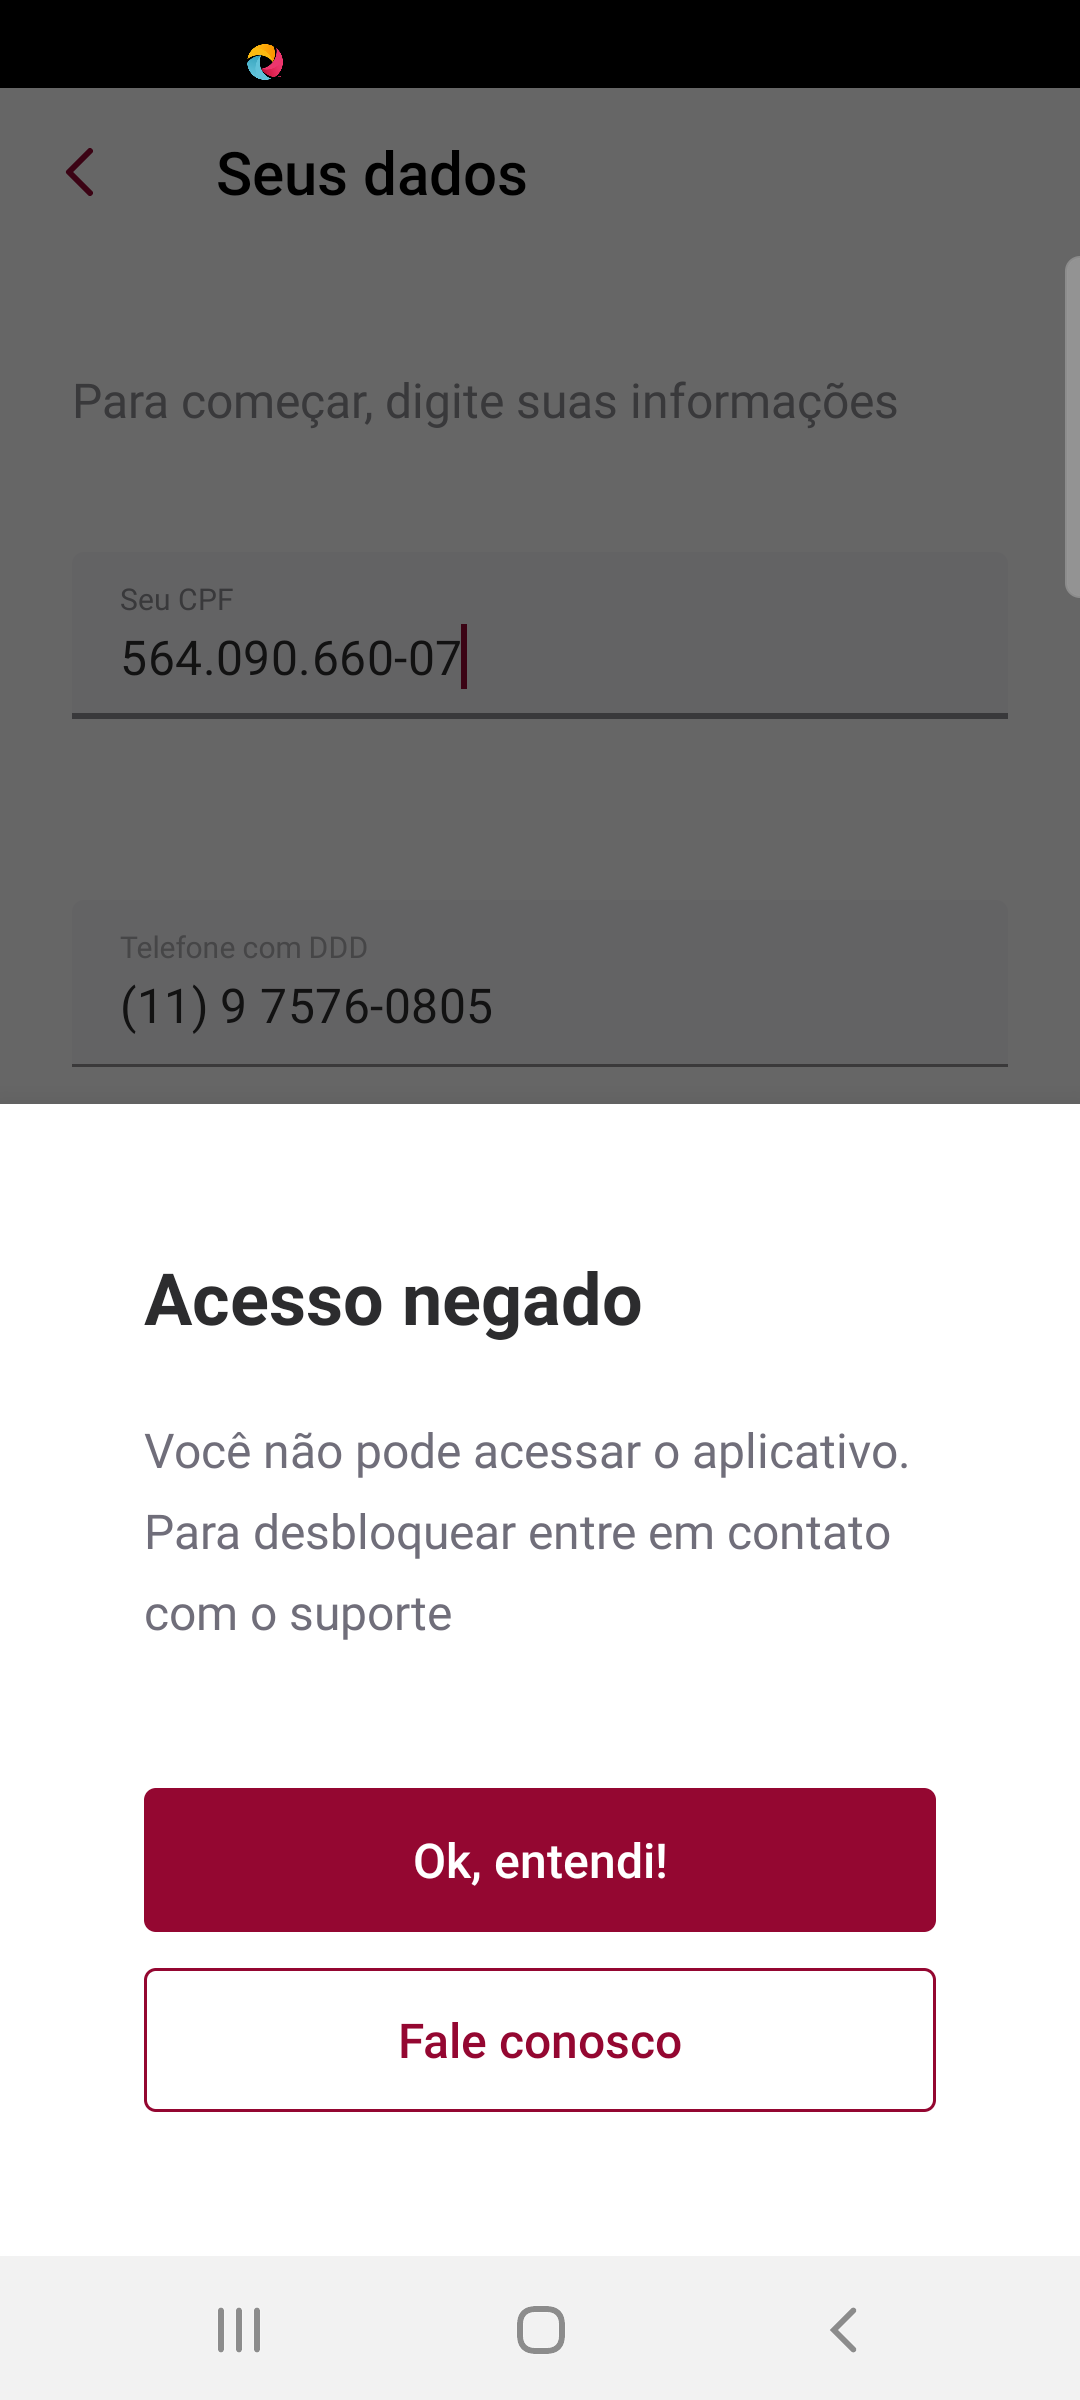 Seus dados
Para começar, digite suas informações
Seu CPF
564.090.660-07
Telefone com DDD
(11) 9 7576-0805
Acesso negado
Você não pode acessar o aplicativo.
Para desbloquear entre em contato
com o suporte
Ok, entendi!
Fale conosco